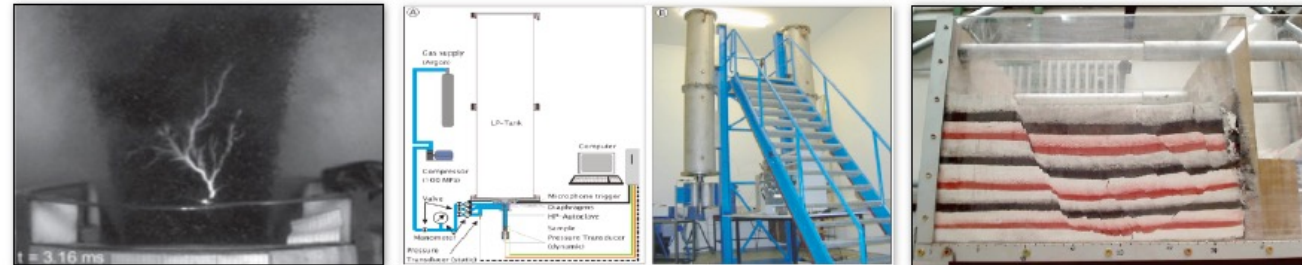 t = 3.16 ms
A
Gas supply
(Argon)
LP-Tank
Compressor
(100 MPa)
Computer
Valve
Microphone trigger
Diaphragms
HP-Autoclave
Sample
Manometer
Pressure Transducer
(dynamic)
Pressure
Transducer (static)
B